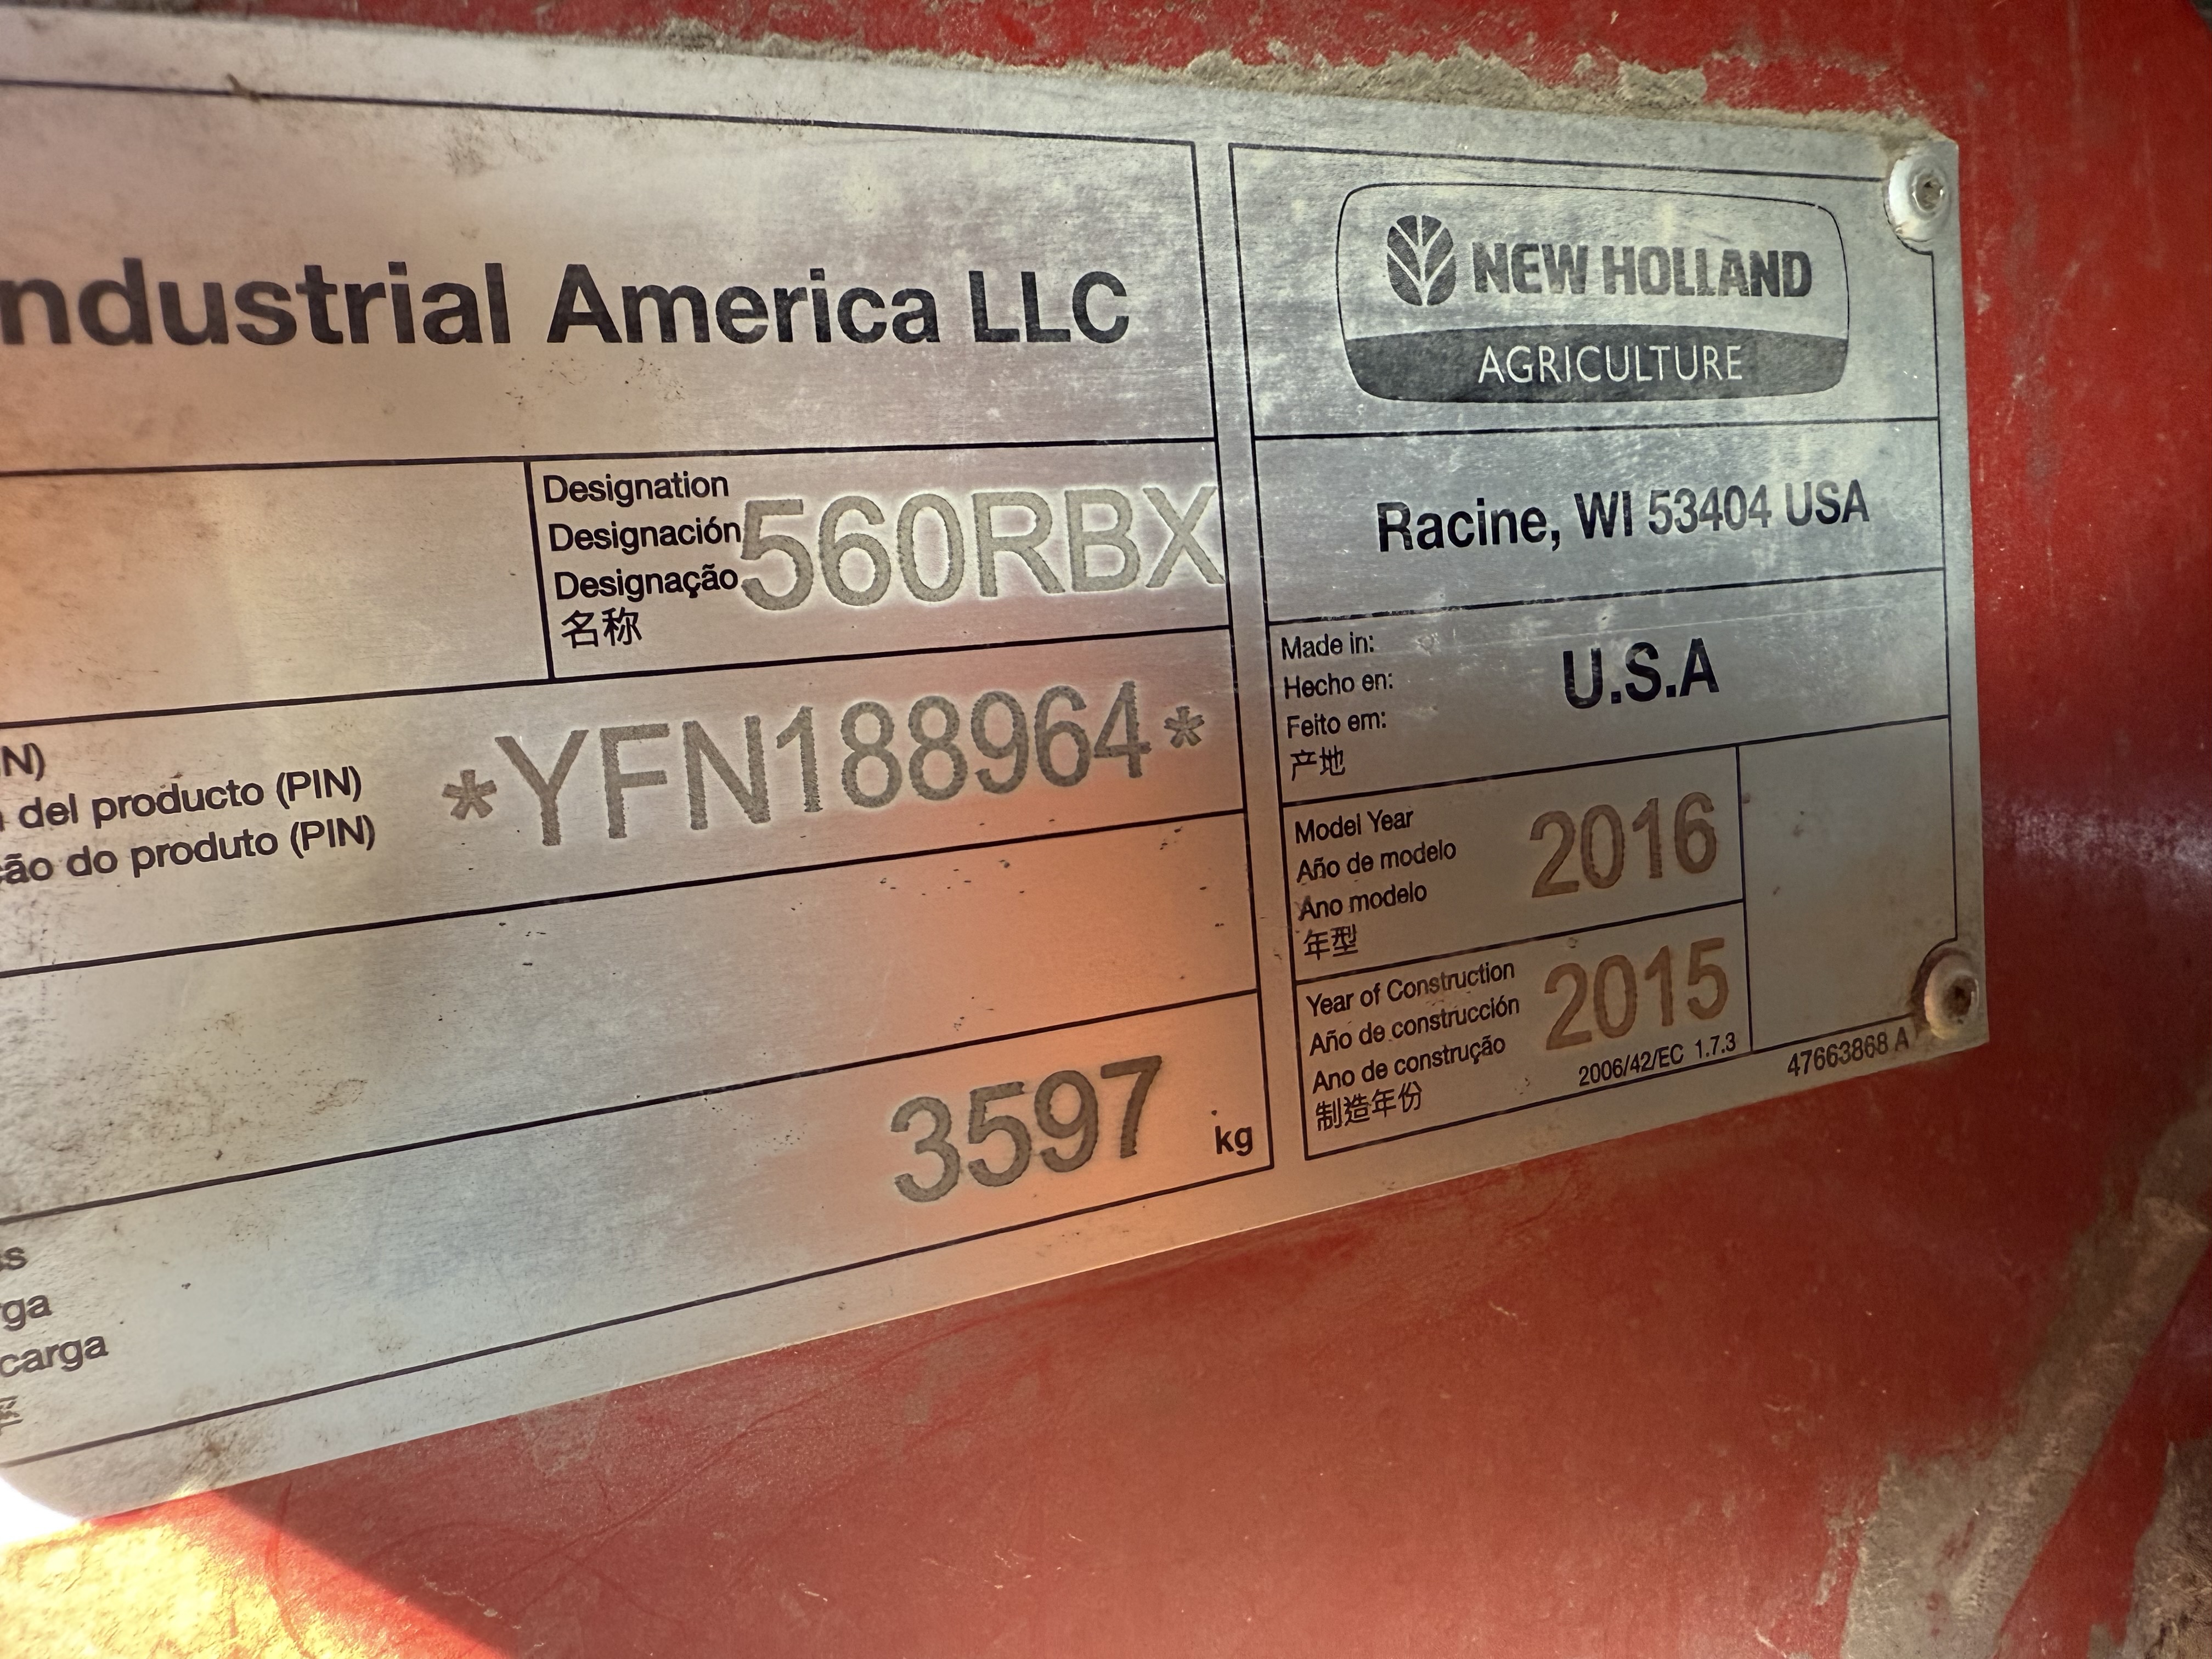 ndustrial America LLC
Designation
Designación
Designação
名称
560RBX
N)
del producto (PIN)
ão do produto (PIN)
*YFN188964*
s
rga
carga
3597 kg
NEW HOLLAND
AGRICULTURE
Racine, WI 53404 USA
Made in:
Hecho en:
Feito em:
产地
U.S.A
Model Year
Año de modelo
Ano modelo
年型
2016
Year of Construction
Año de construcción
Ano de construção
制造年份
2015
2006/42/EC 1.7.3
47663868 A